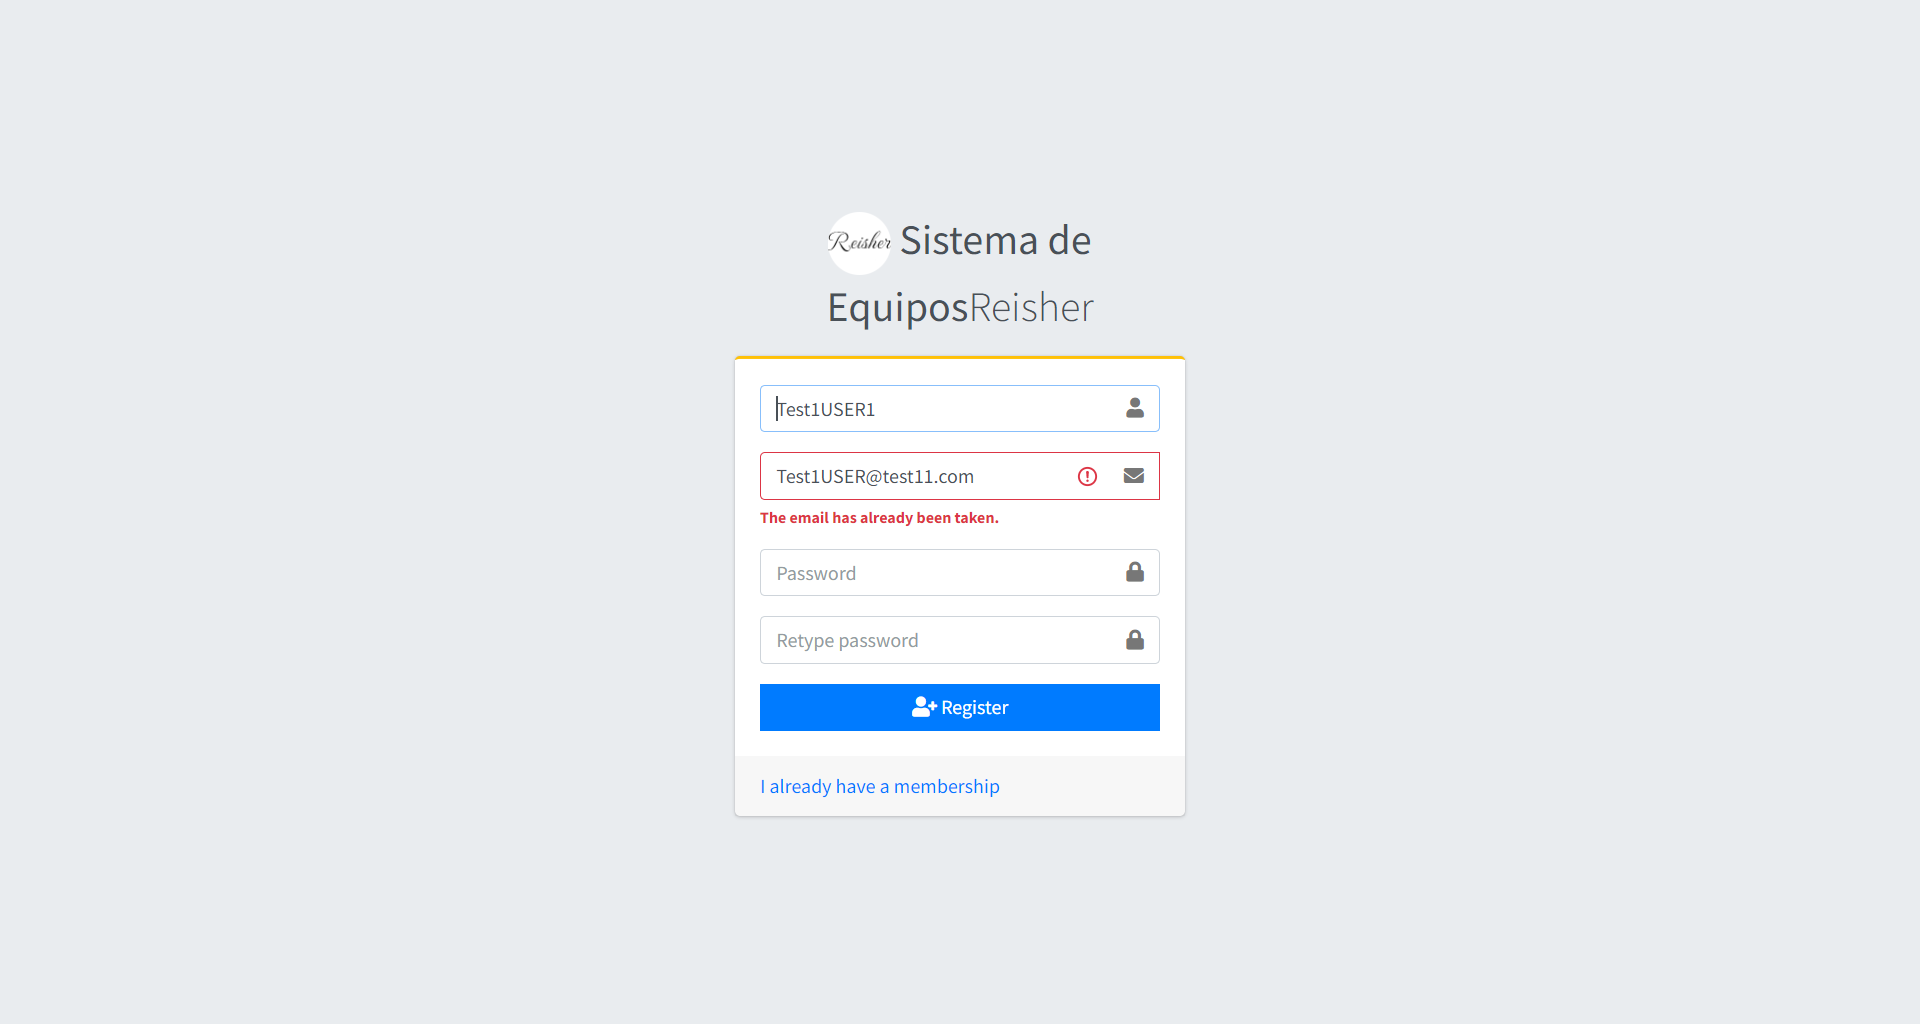 Reisher Sistema de
EquiposReisher
Test1USER1
Test1USER@test11.com
The email has already been taken.
Password
Retype password
Register
I already have a membership